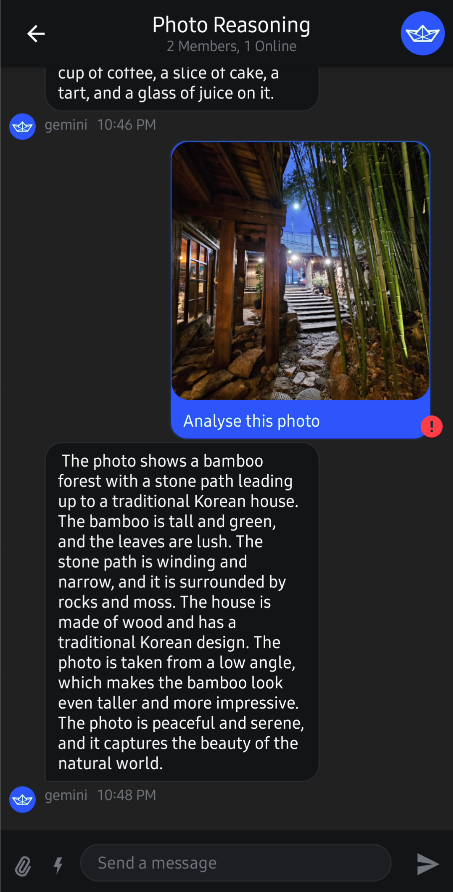 Photo Reasoning
2 Members, 1 Online
cup of coffee, a slice of cake, a
tart, and a glass of juice on it.
gemini 10:46 PM
Analyse this photo
!
The photo shows a bamboo
forest with a stone path leading
up to a traditional Korean house.
The bamboo is tall and green,
and the leaves are lush. The
stone path is winding and
narrow, and it is surrounded by
rocks and moss. The house is
made of wood and has a
traditional Korean design. The
photo is taken from a low angle,
which makes the bamboo look
even taller and more impressive.
The photo is peaceful and serene,
and it captures the beauty of the
natural world.
gemini 10:48 PM
Send a message